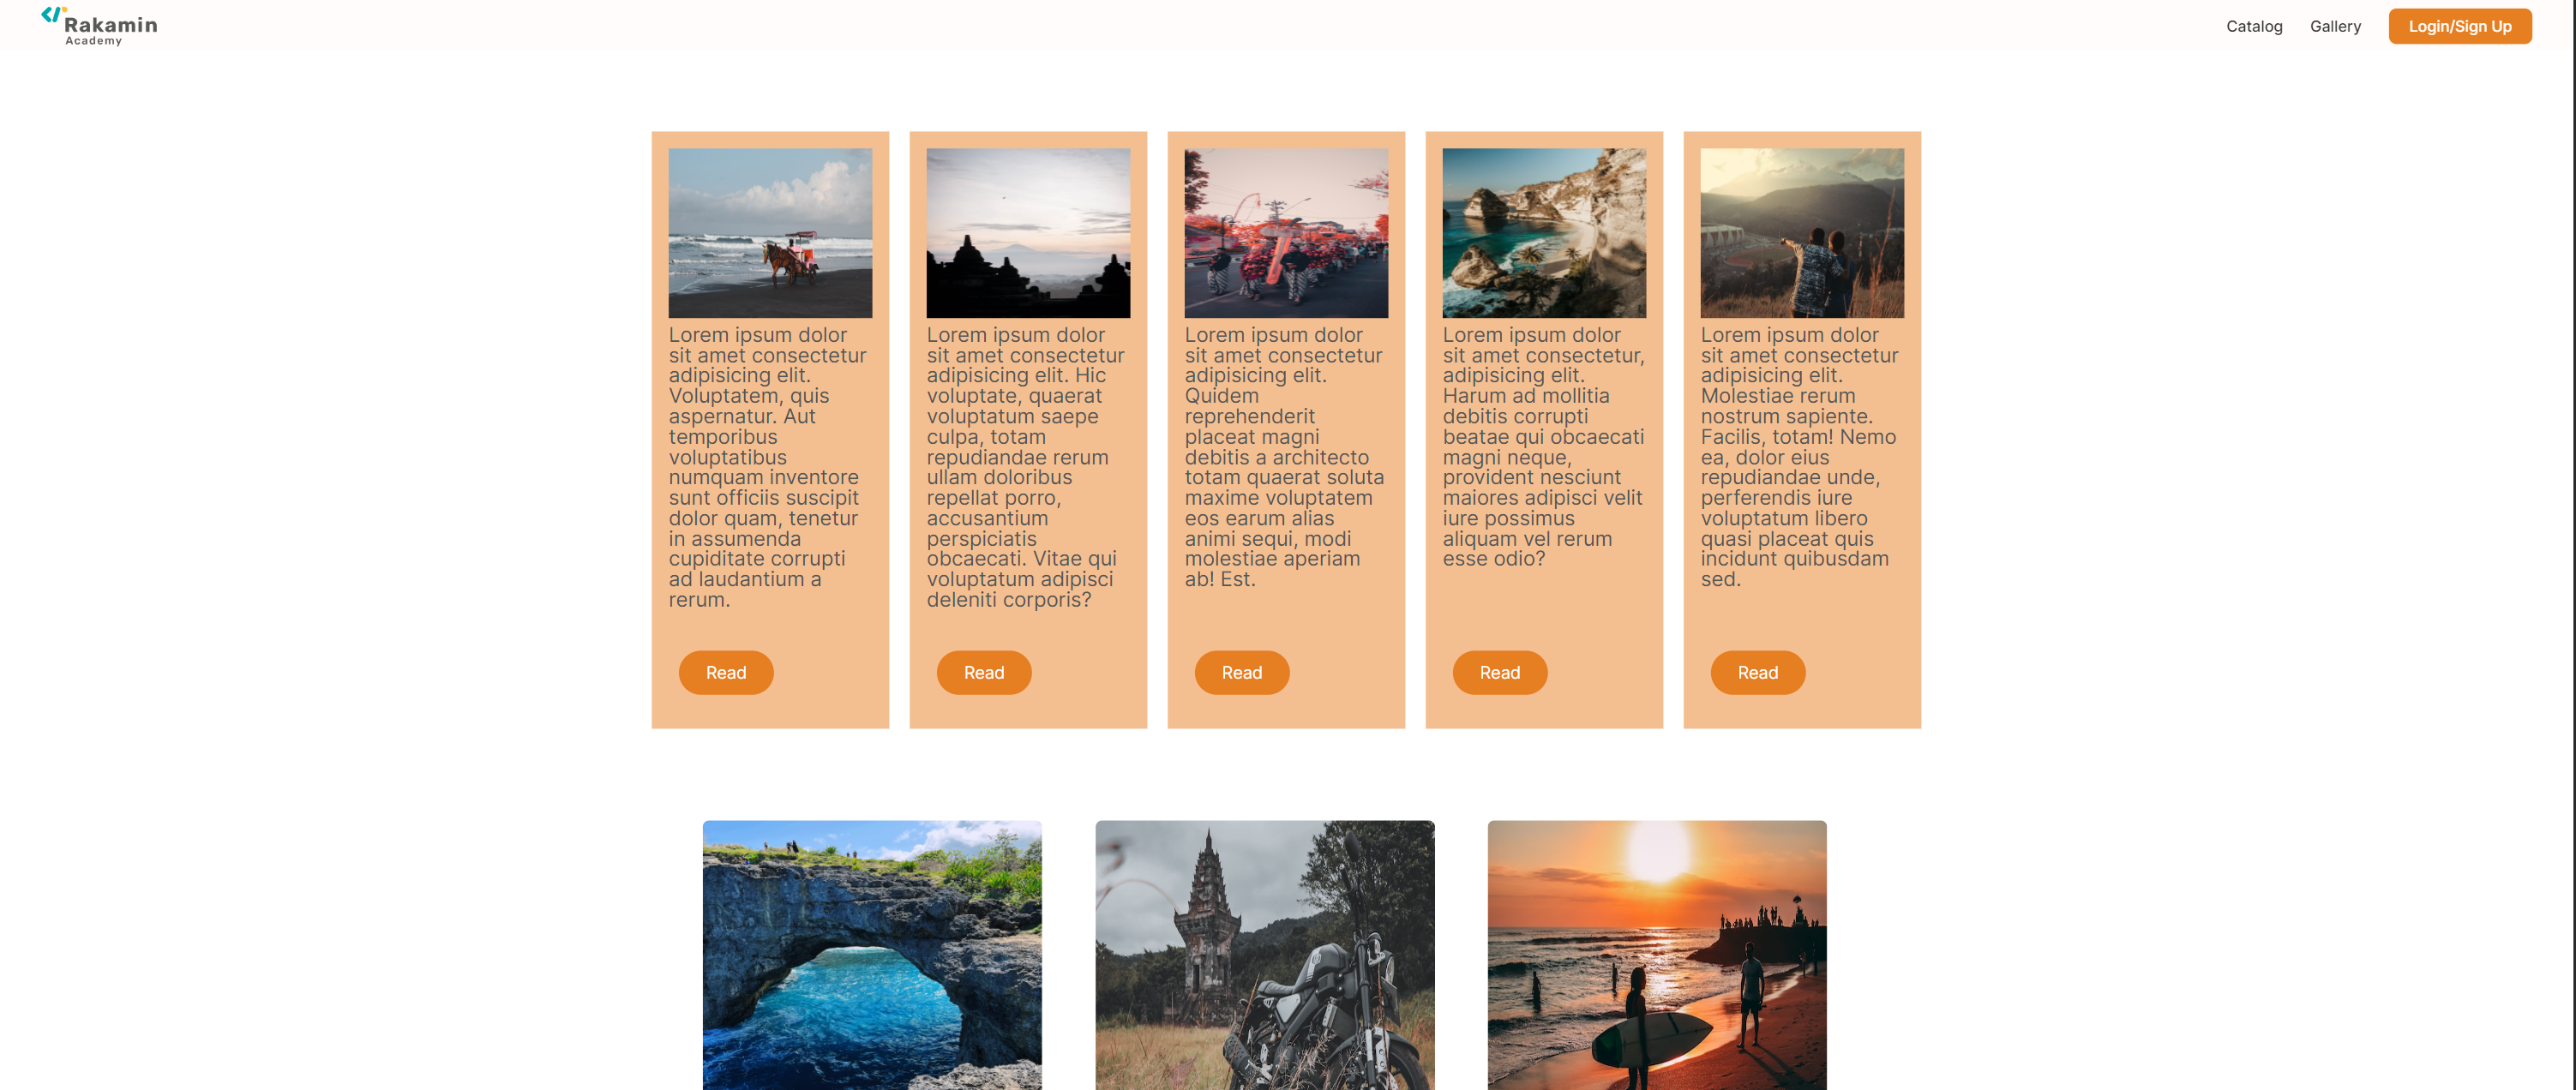 Rakamin
Academy
Catalog
Gallery
Login/Sign Up
Lorem ipsum dolor
sit amet consectetur
adipisicing elit.
Voluptatem, quis
aspernatur. Aut
temporibus
voluptatibus
numquam inventore
sunt officiis suscipit
dolor quam, tenetur
in assumenda
cupiditate corrupti
ad laudantium a
rerum.
Read
Lorem ipsum dolor
sit amet consectetur
adipisicing elit. Hic
voluptate, quaerat
voluptatum saepe
culpa, totam
repudiandae rerum
ullam doloribus
repellat porro,
accusantium
perspiciatis
obcaecati. Vitae qui
voluptatum adipisci
deleniti corporis?
Read
Lorem ipsum dolor
sit amet consectetur
adipisicing elit.
Quidem
reprehenderit
placeat magni
debitis a architecto
totam quaerat soluta
maxime voluptatem
eos earum alias
animi sequi, modi
molestiae aperiam
ab! Est.
Read
Lorem ipsum dolor
sit amet consectetur,
adipisicing elit.
Harum ad mollitia
debitis corrupti
beatae qui obcaecati
magni neque,
provident nesciunt
maiores adipisci velit
iure possimus
aliquam vel rerum
esse odio?
Read
Lorem ipsum dolor
sit amet consectetur
adipisicing elit.
Molestiae rerum
nostrum sapiente.
Facilis, totam! Nemo
ea, dolor eius
repudiandae unde,
perferendis iure
voluptatum libero
quasi placeat quis
incidunt quibusdam
sed.
Read